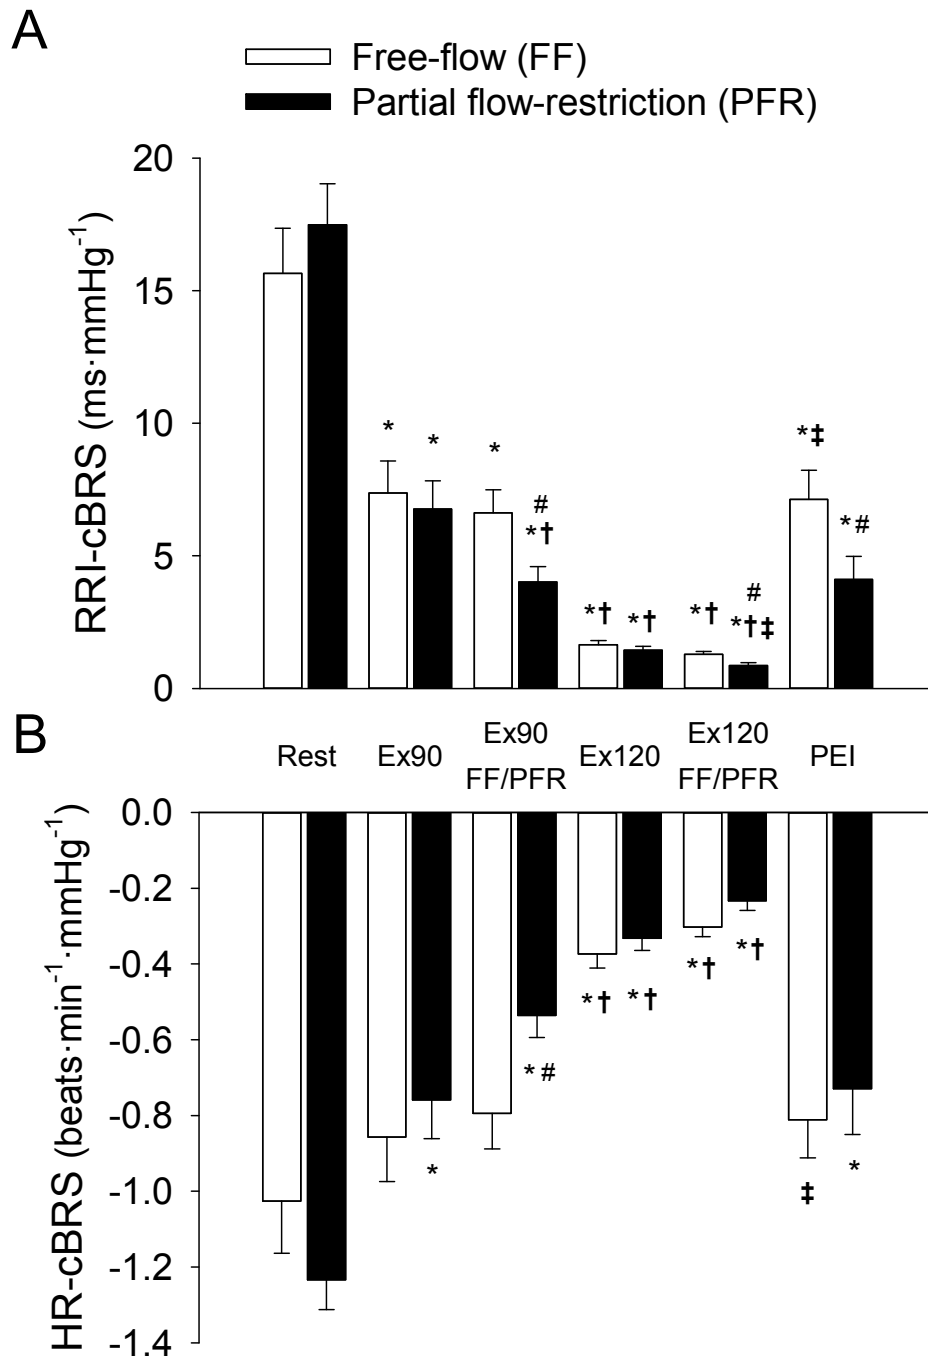 A
Free-flow (FF)
Partial flow-restriction (PFR)
RRI-cBRS (ms·mmHg⁻¹)
20
15
10
5
0
*
*
*
#
*†
*†
*†
*†
#
*†‡
*‡
*#
B
Rest
Ex90
Ex90
FF/PFR
Ex120
Ex120
FF/PFR
PEI
HR-cBRS (beats·min⁻¹·mmHg⁻¹)
0.0
-0.2
-0.4
-0.6
-0.8
-1.0
-1.2
-1.4
*
*#
*†
*†
*†
*†
‡
*